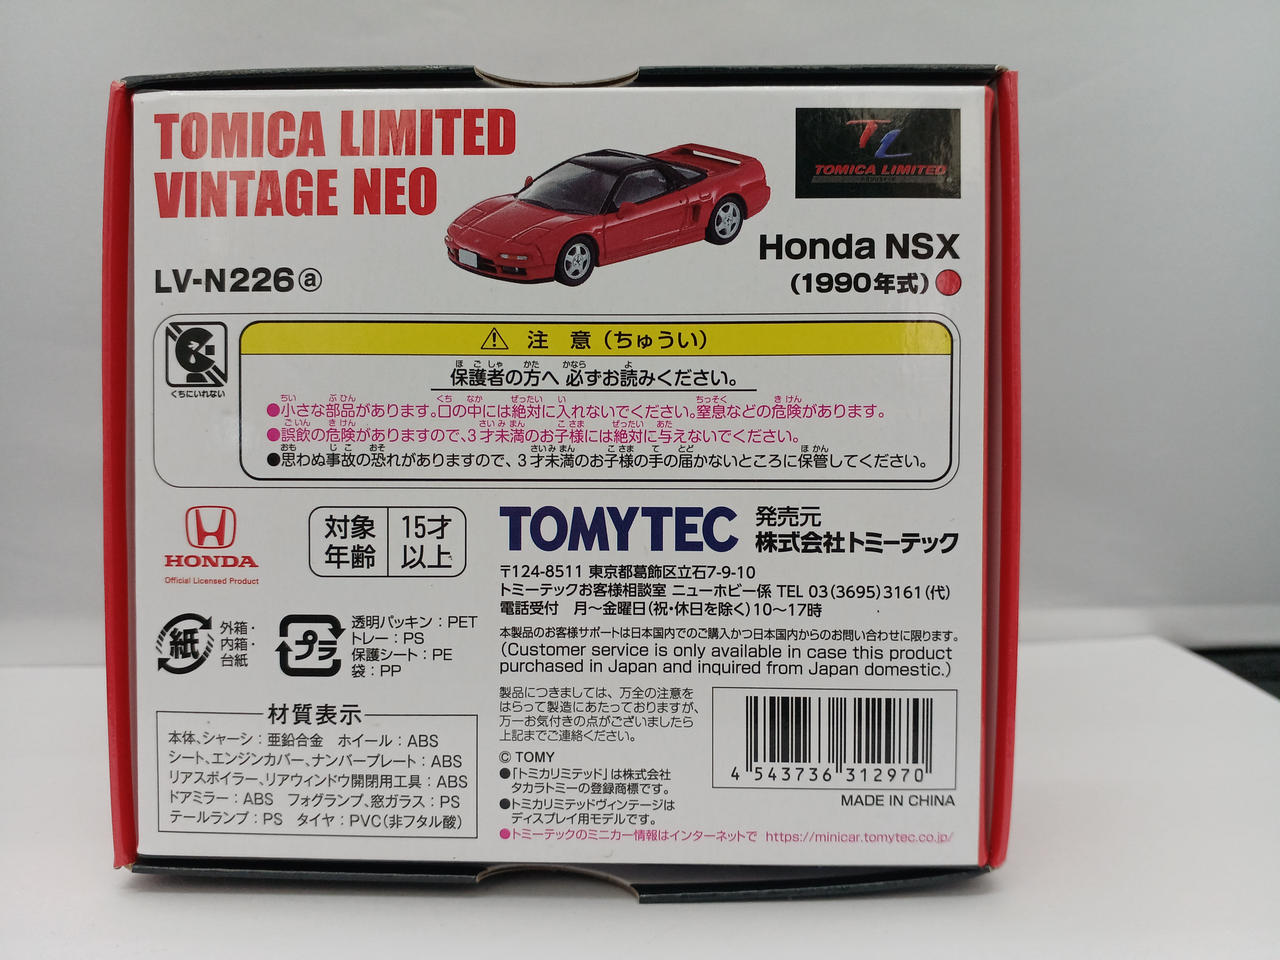 TOMICA LIMITED
VINTAGE NEO
TL
TOMICA LIMITED
LV-N226ⓐ
Honda NSX
(1990年式)
くちにいれない
⚠ 注 意(ちゅうい)
保護者の方へ 必ずお読みください。
●小さな部品があります。口の中には絶対に入れないでください。窒息などの危険があります。
●誤飲の危険がありますので、3才未満のお子様には絶対に与えないでください。
●思わぬ事故の恐れがありますので、3才未満のお子様の手の届かないところに保管してください。
HONDA
Official Licensed Product
対象年齢
15才以上
TOMYTEC
発売元
株式会社トミーテック
〒124-8511 東京都葛飾区立石7-9-10
トミーテックお客様相談室 ニューホビー係 TEL 03(3695)3161(代)
電話受付 月〜金曜日(祝・休日を除く)10〜17時
本製品のお客様サポートは日本国内でのご購入かつ日本国内からのお問い合わせに限ります。
(Customer service is only available in case this product
purchased in Japan and inquired from Japan domestic.)
紙
外箱・
内箱・
台紙
プラ
透明パッキン:PET
トレー:PS
保護シート:PE
袋:PP
材質表示
本体、シャーシ:亜鉛合金 ホイール:ABS
シート、エンジンカバー、ナンバープレート:ABS
リアスポイラー、リアウィンドウ開閉用工具:ABS
ドアミラー:ABS フォグランプ、窓ガラス:PS
テールランプ:PS タイヤ:PVC(非フタル酸)
製品につきましては、万全の注意を
はらって製造にあたっておりますが、
万一お気付きの点がございましたら
上記までご連絡ください。
© TOMY
●「トミカリミテッド」は株式会社
タカラトミーの登録商標です。
●トミカリミテッドヴィンテージは
ディスプレイ用モデルです。
●トミーテックのミニカー情報はインターネットで https://minicar.tomytec.co.jp/
4 543736 312970
MADE IN CHINA